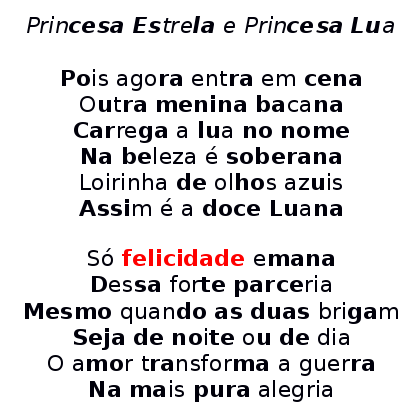 Princesa Estrela e Princesa Lua
Pois agora entra em cena
Outra menina bacana
Carrega a lua no nome
Na beleza é soberana
Loirinha de olhos azuis
Assim é a doce Luana
Só felicidade emana
Dessa forte parceria
Mesmo quando as duas brigam
Seja de noite ou de dia
O amor transforma a guerra
Na mais pura alegria